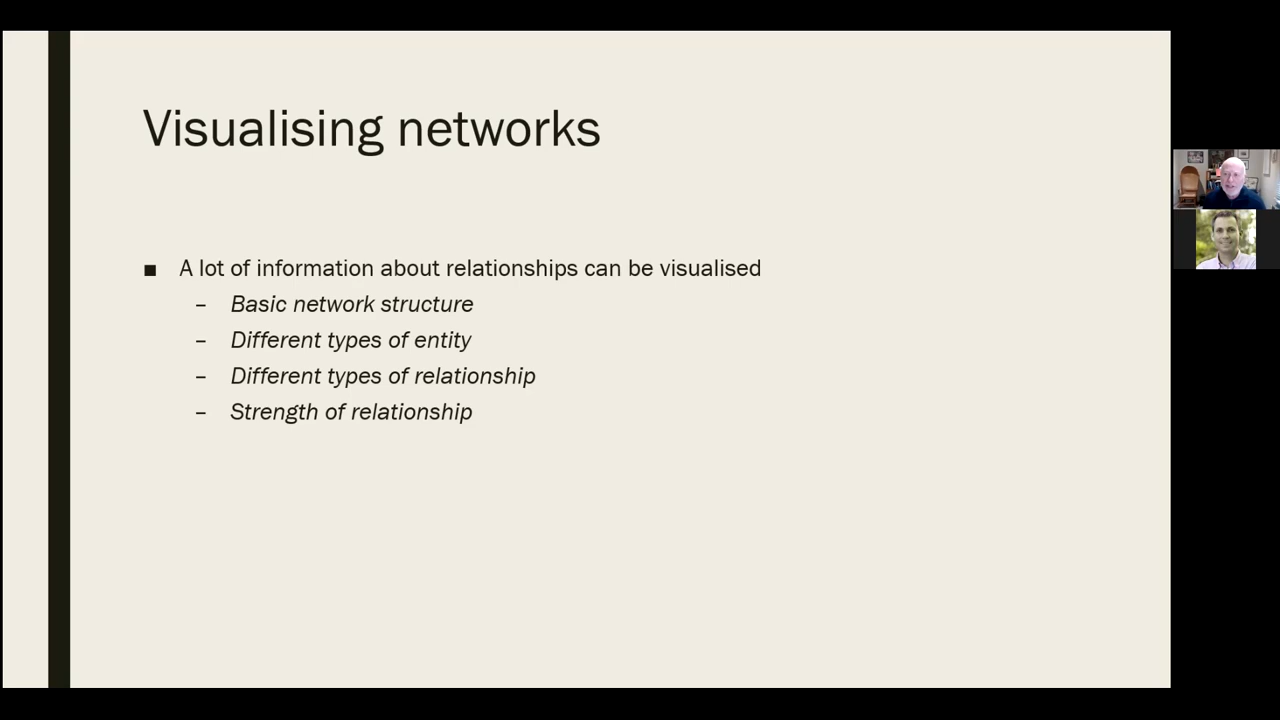 Visualising networks
■ A lot of information about relationships can be visualised
– Basic network structure
– Different types of entity
– Different types of relationship
– Strength of relationship